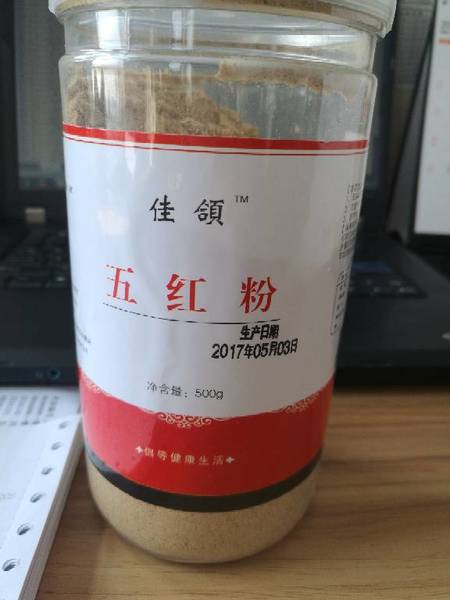 佳頜™
五红粉
生产日期
2017年05月03日
净含量：500g
倡导健康生活